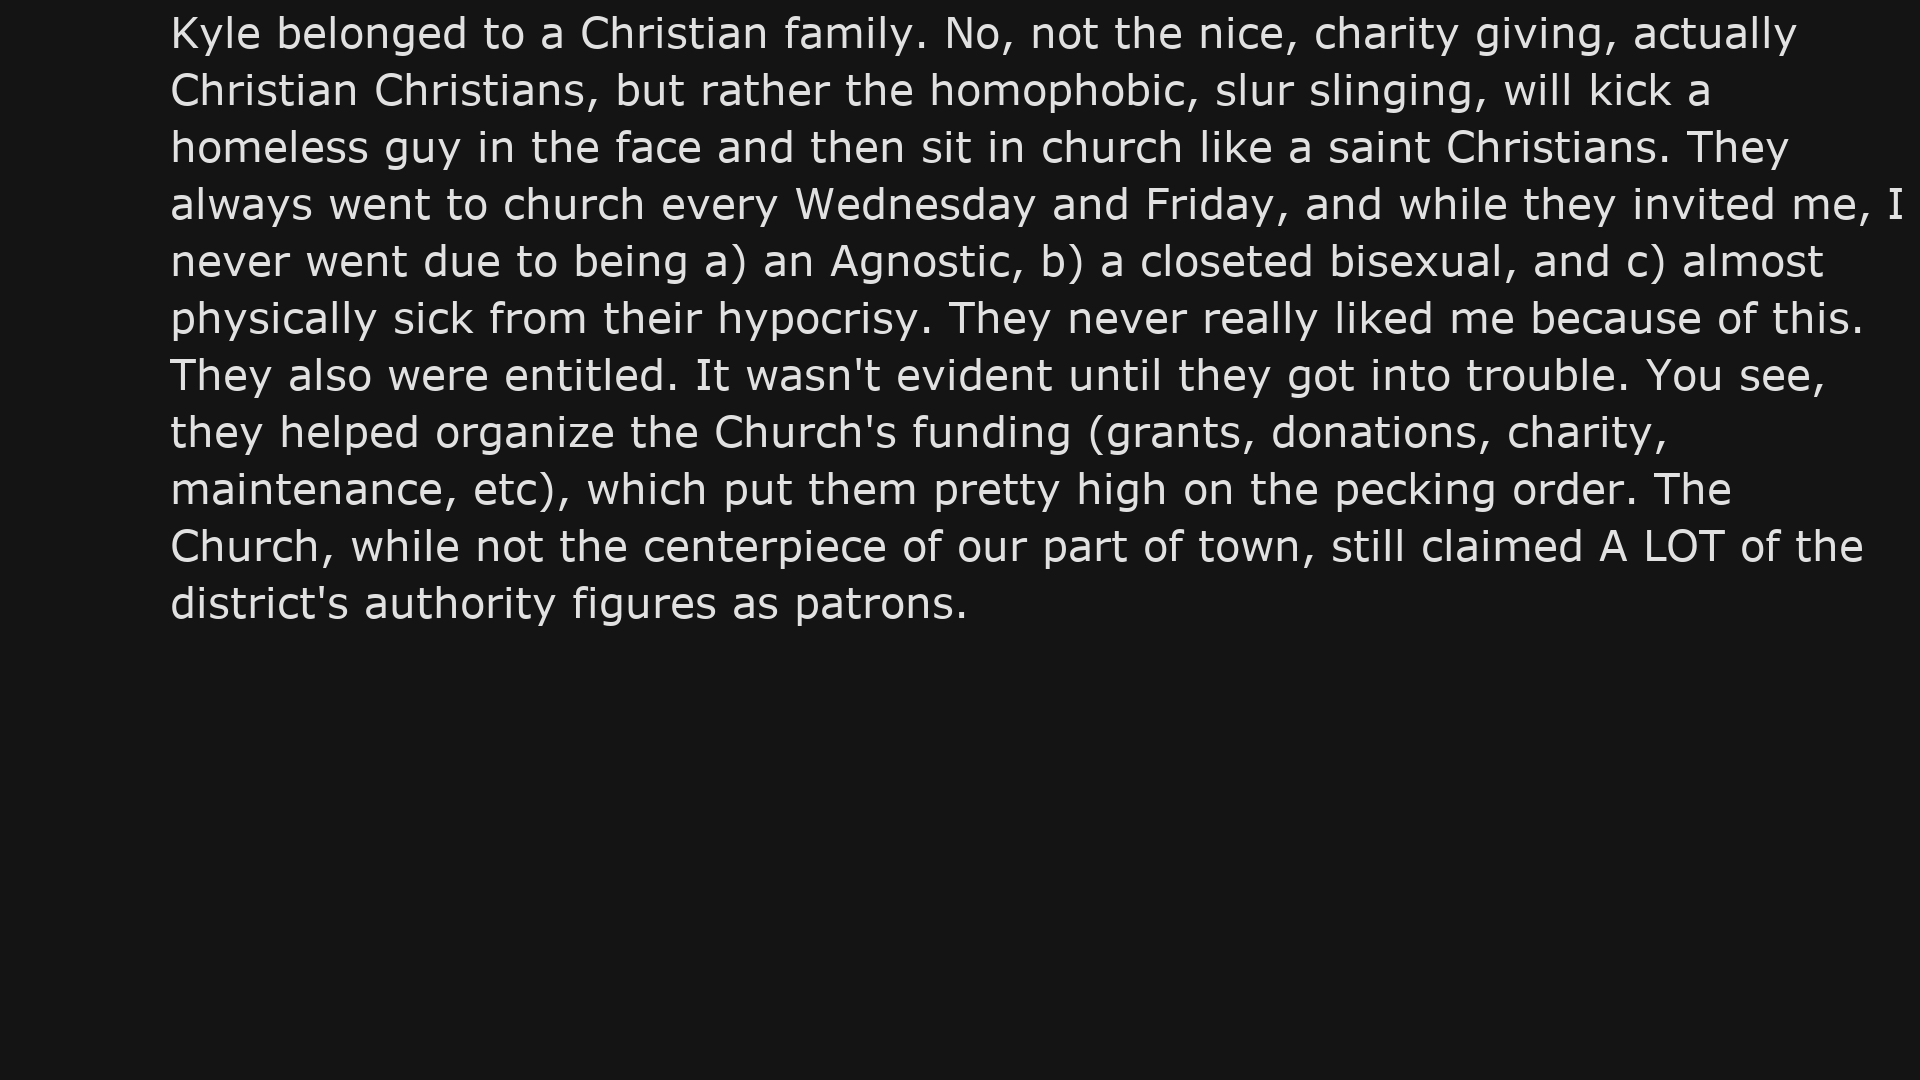 Kyle belonged to a Christian family. No, not the nice, charity giving, actually
Christian Christians, but rather the homophobic, slur slinging, will kick a
homeless guy in the face and then sit in church like a saint Christians. They
always went to church every Wednesday and Friday, and while they invited me, I
never went due to being a) an Agnostic, b) a closeted bisexual, and c) almost
physically sick from their hypocrisy. They never really liked me because of this.
They also were entitled. It wasn't evident until they got into trouble. You see,
they helped organize the Church's funding (grants, donations, charity,
maintenance, etc), which put them pretty high on the pecking order. The
Church, while not the centerpiece of our part of town, still claimed A LOT of the
district's authority figures as patrons.